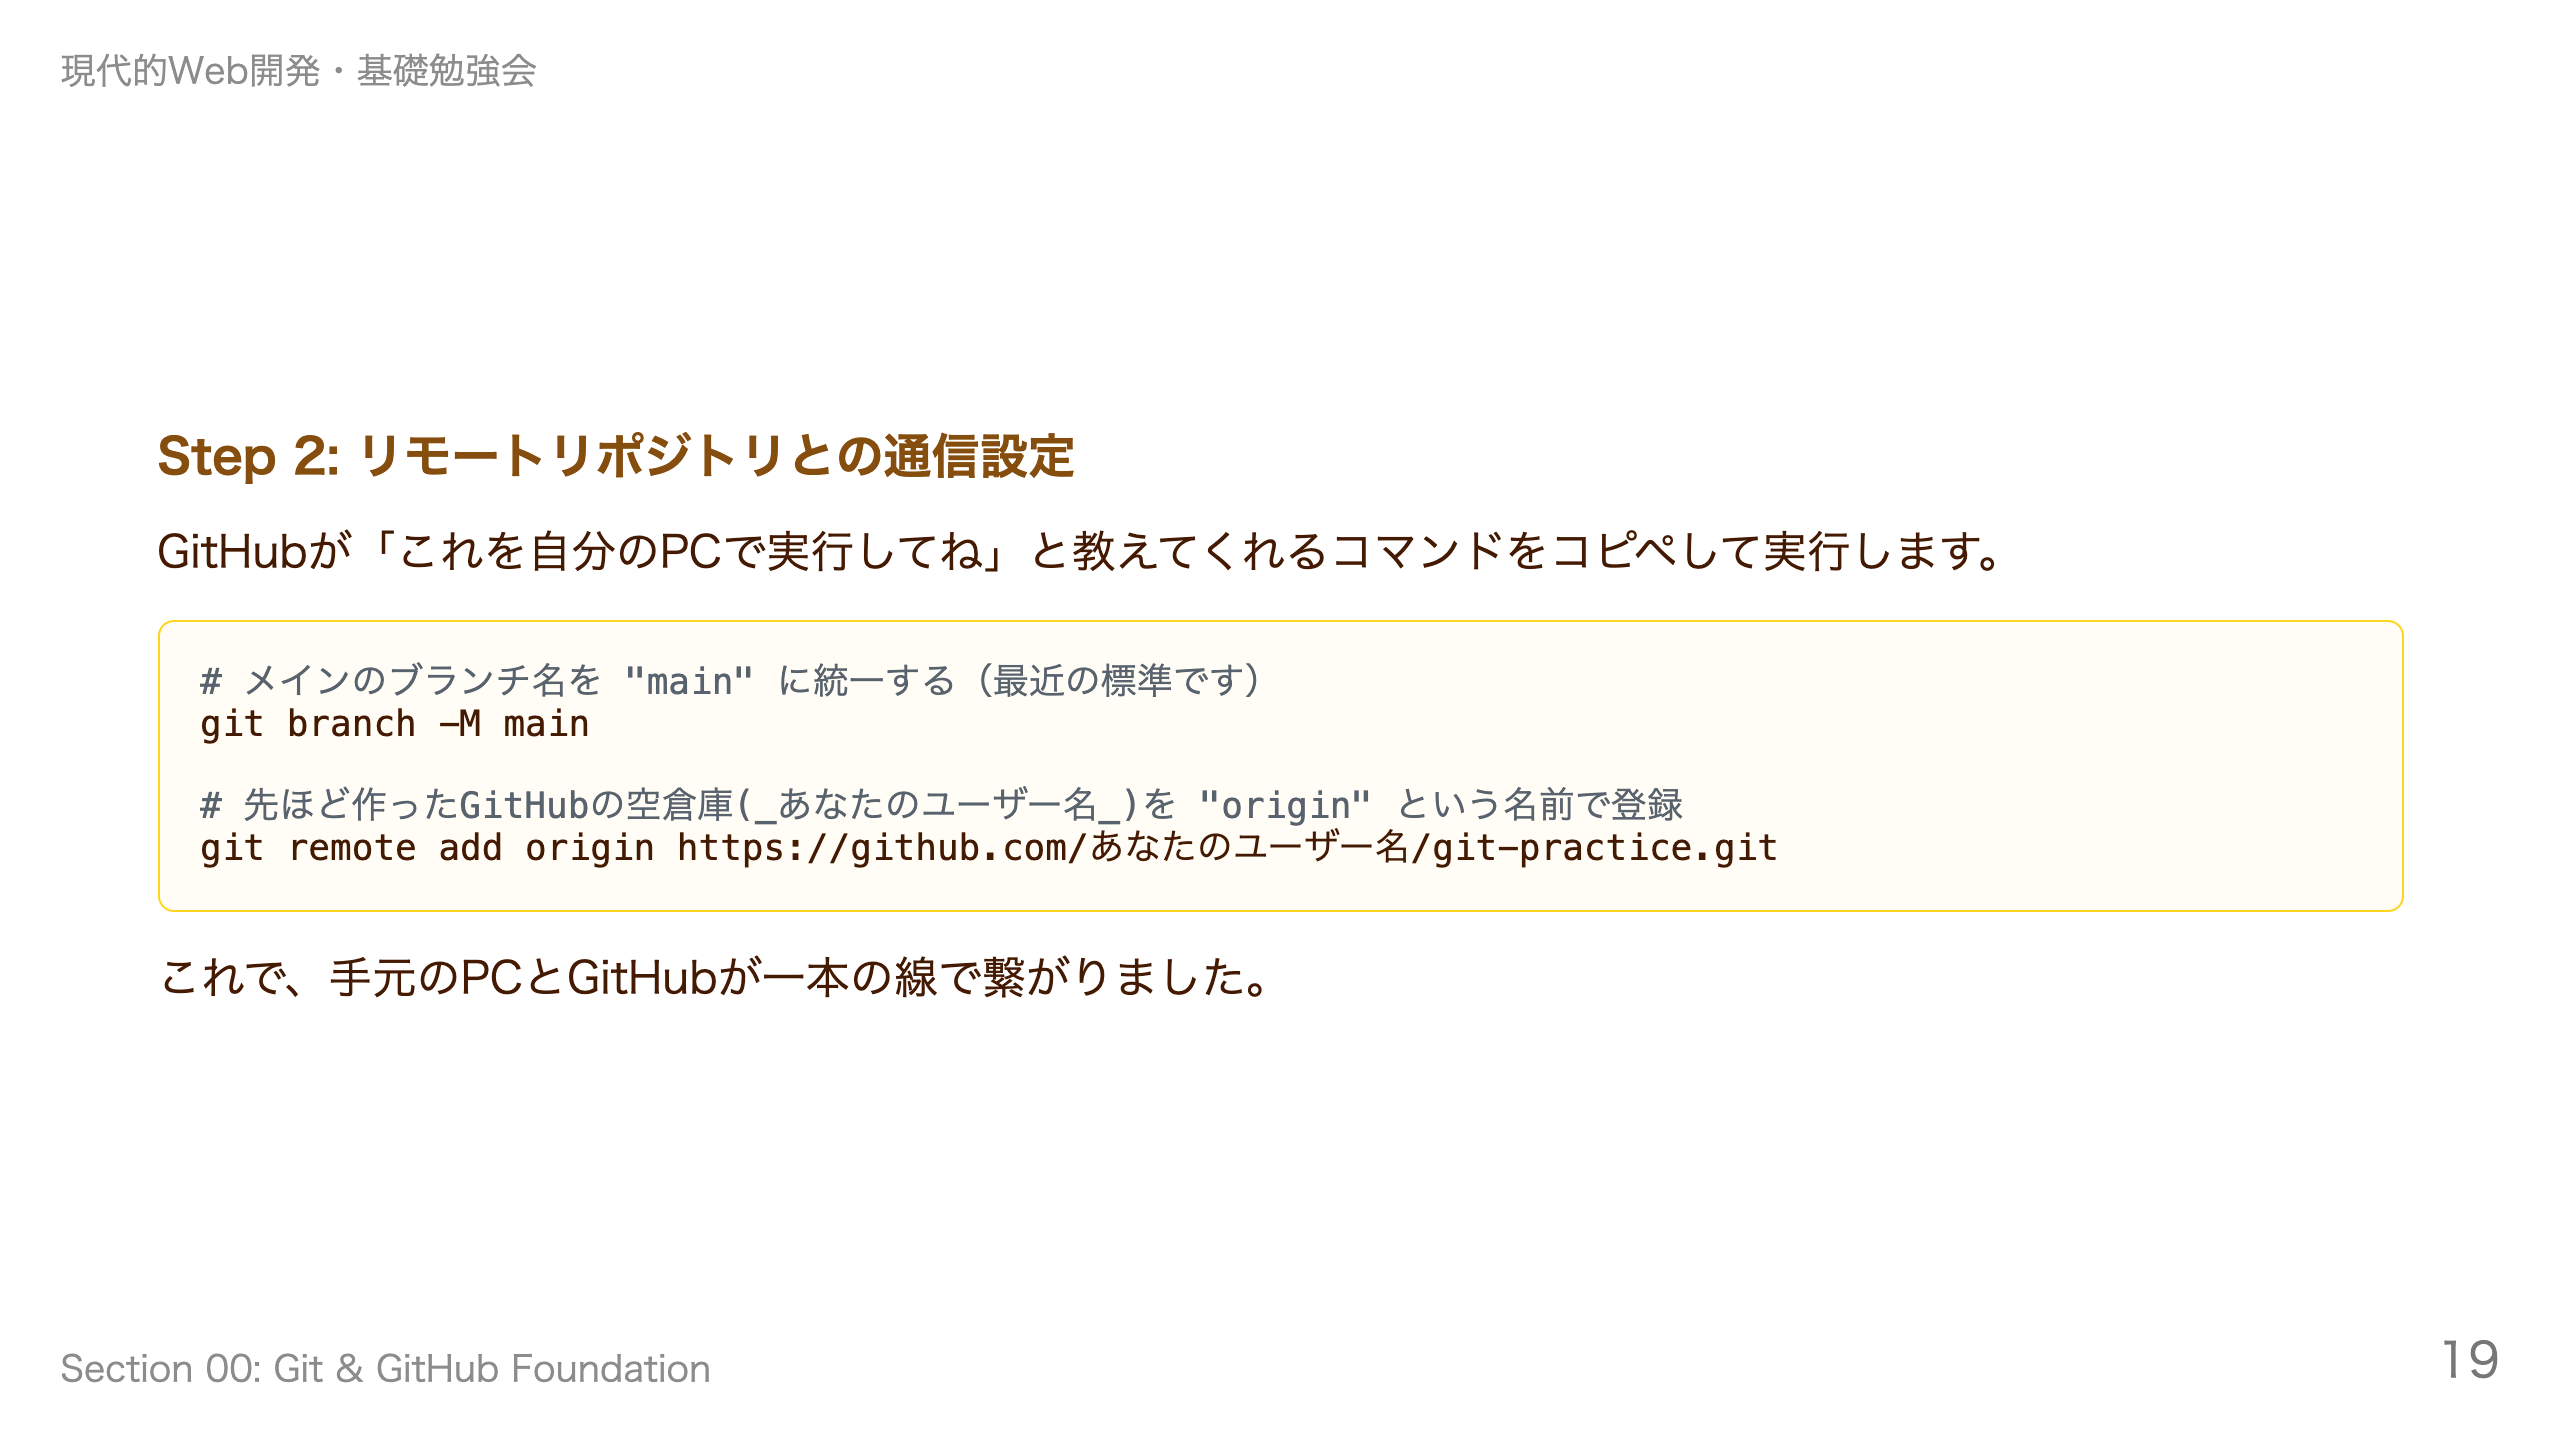 現代的Web開発・基礎勉強会
Step 2: リモートリポジトリとの通信設定
GitHubが「これを自分のPCで実行してね」と教えてくれるコマンドをコピペして実行します。
# メインのブランチ名を "main" に統一する（最近の標準です）
git branch -M main
# 先ほど作ったGitHubの空倉庫(_あなたのユーザー名_)を "origin" という名前で登録
git remote add origin https://github.com/あなたのユーザー名/git-practice.git
これで、手元のPCとGitHubが一本の線で繋がりました。
Section 00: Git & GitHub Foundation
19